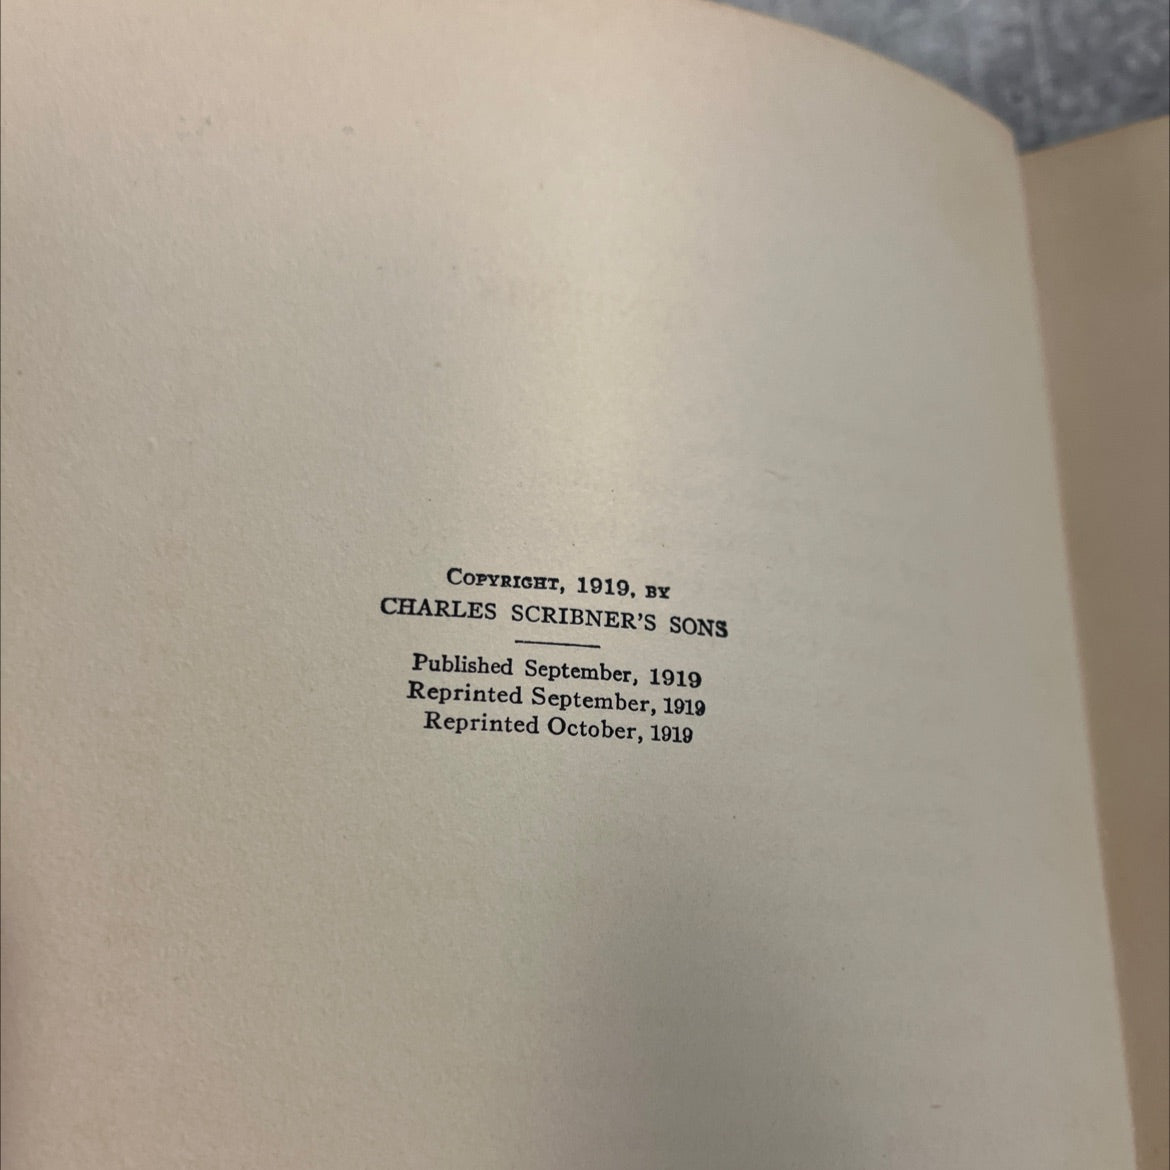 Copyright, 1919, by
CHARLES SCRIBNER'S SONS
Published September, 1919
Reprinted September, 1919
Reprinted October, 1919